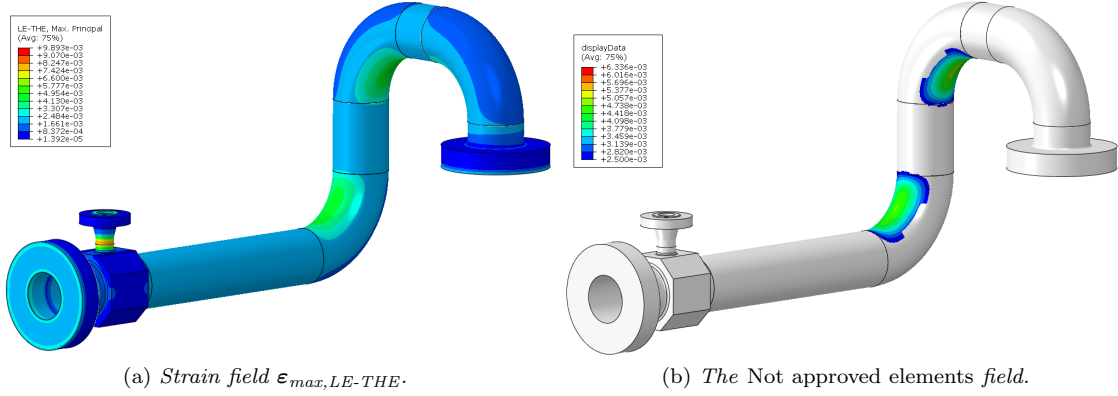 LE-THE, Max. Principal
(Avg: 75%)
+9.893e-03
+9.070e-03
+8.247e-03
+7.424e-03
+6.600e-03
+5.777e-03
+4.954e-03
+4.130e-03
+3.307e-03
+2.484e-03
+1.661e-03
+8.372e-04
+1.392e-05
displayData
(Avg: 75%)
+6.336e-03
+6.016e-03
+5.696e-03
+5.377e-03
+5.057e-03
+4.738e-03
+4.418e-03
+4.098e-03
+3.779e-03
+3.459e-03
+3.139e-03
+2.820e-03
+2.500e-03
(a) Strain field ε_{max,LE-THE}.
(b) The Not approved elements field.